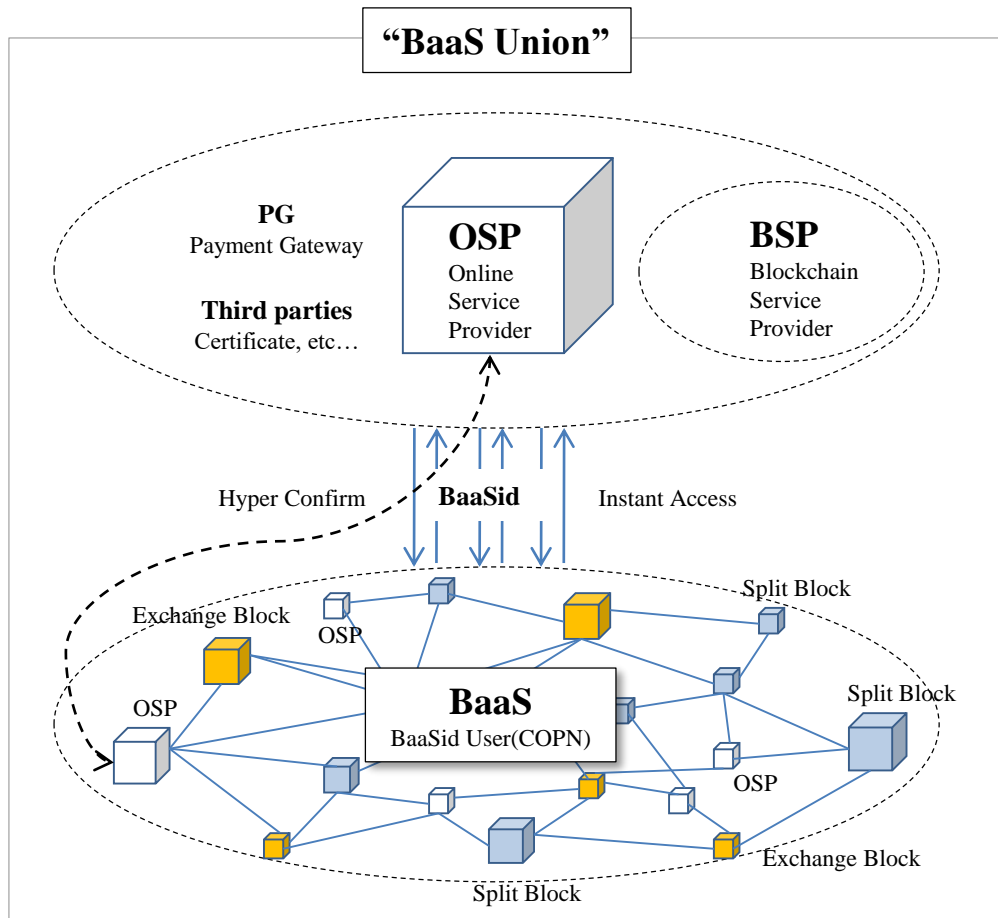 “BaaS Union”
PG
Payment Gateway
Third parties
Certificate, etc…
OSP
Online
Service
Provider
BSP
Blockchain
Service
Provider
Hyper Confirm
BaaSid
Instant Access
Split Block
Exchange Block
OSP
Split Block
OSP
BaaS
BaaSid User(COPN)
OSP
Exchange Block
Split Block